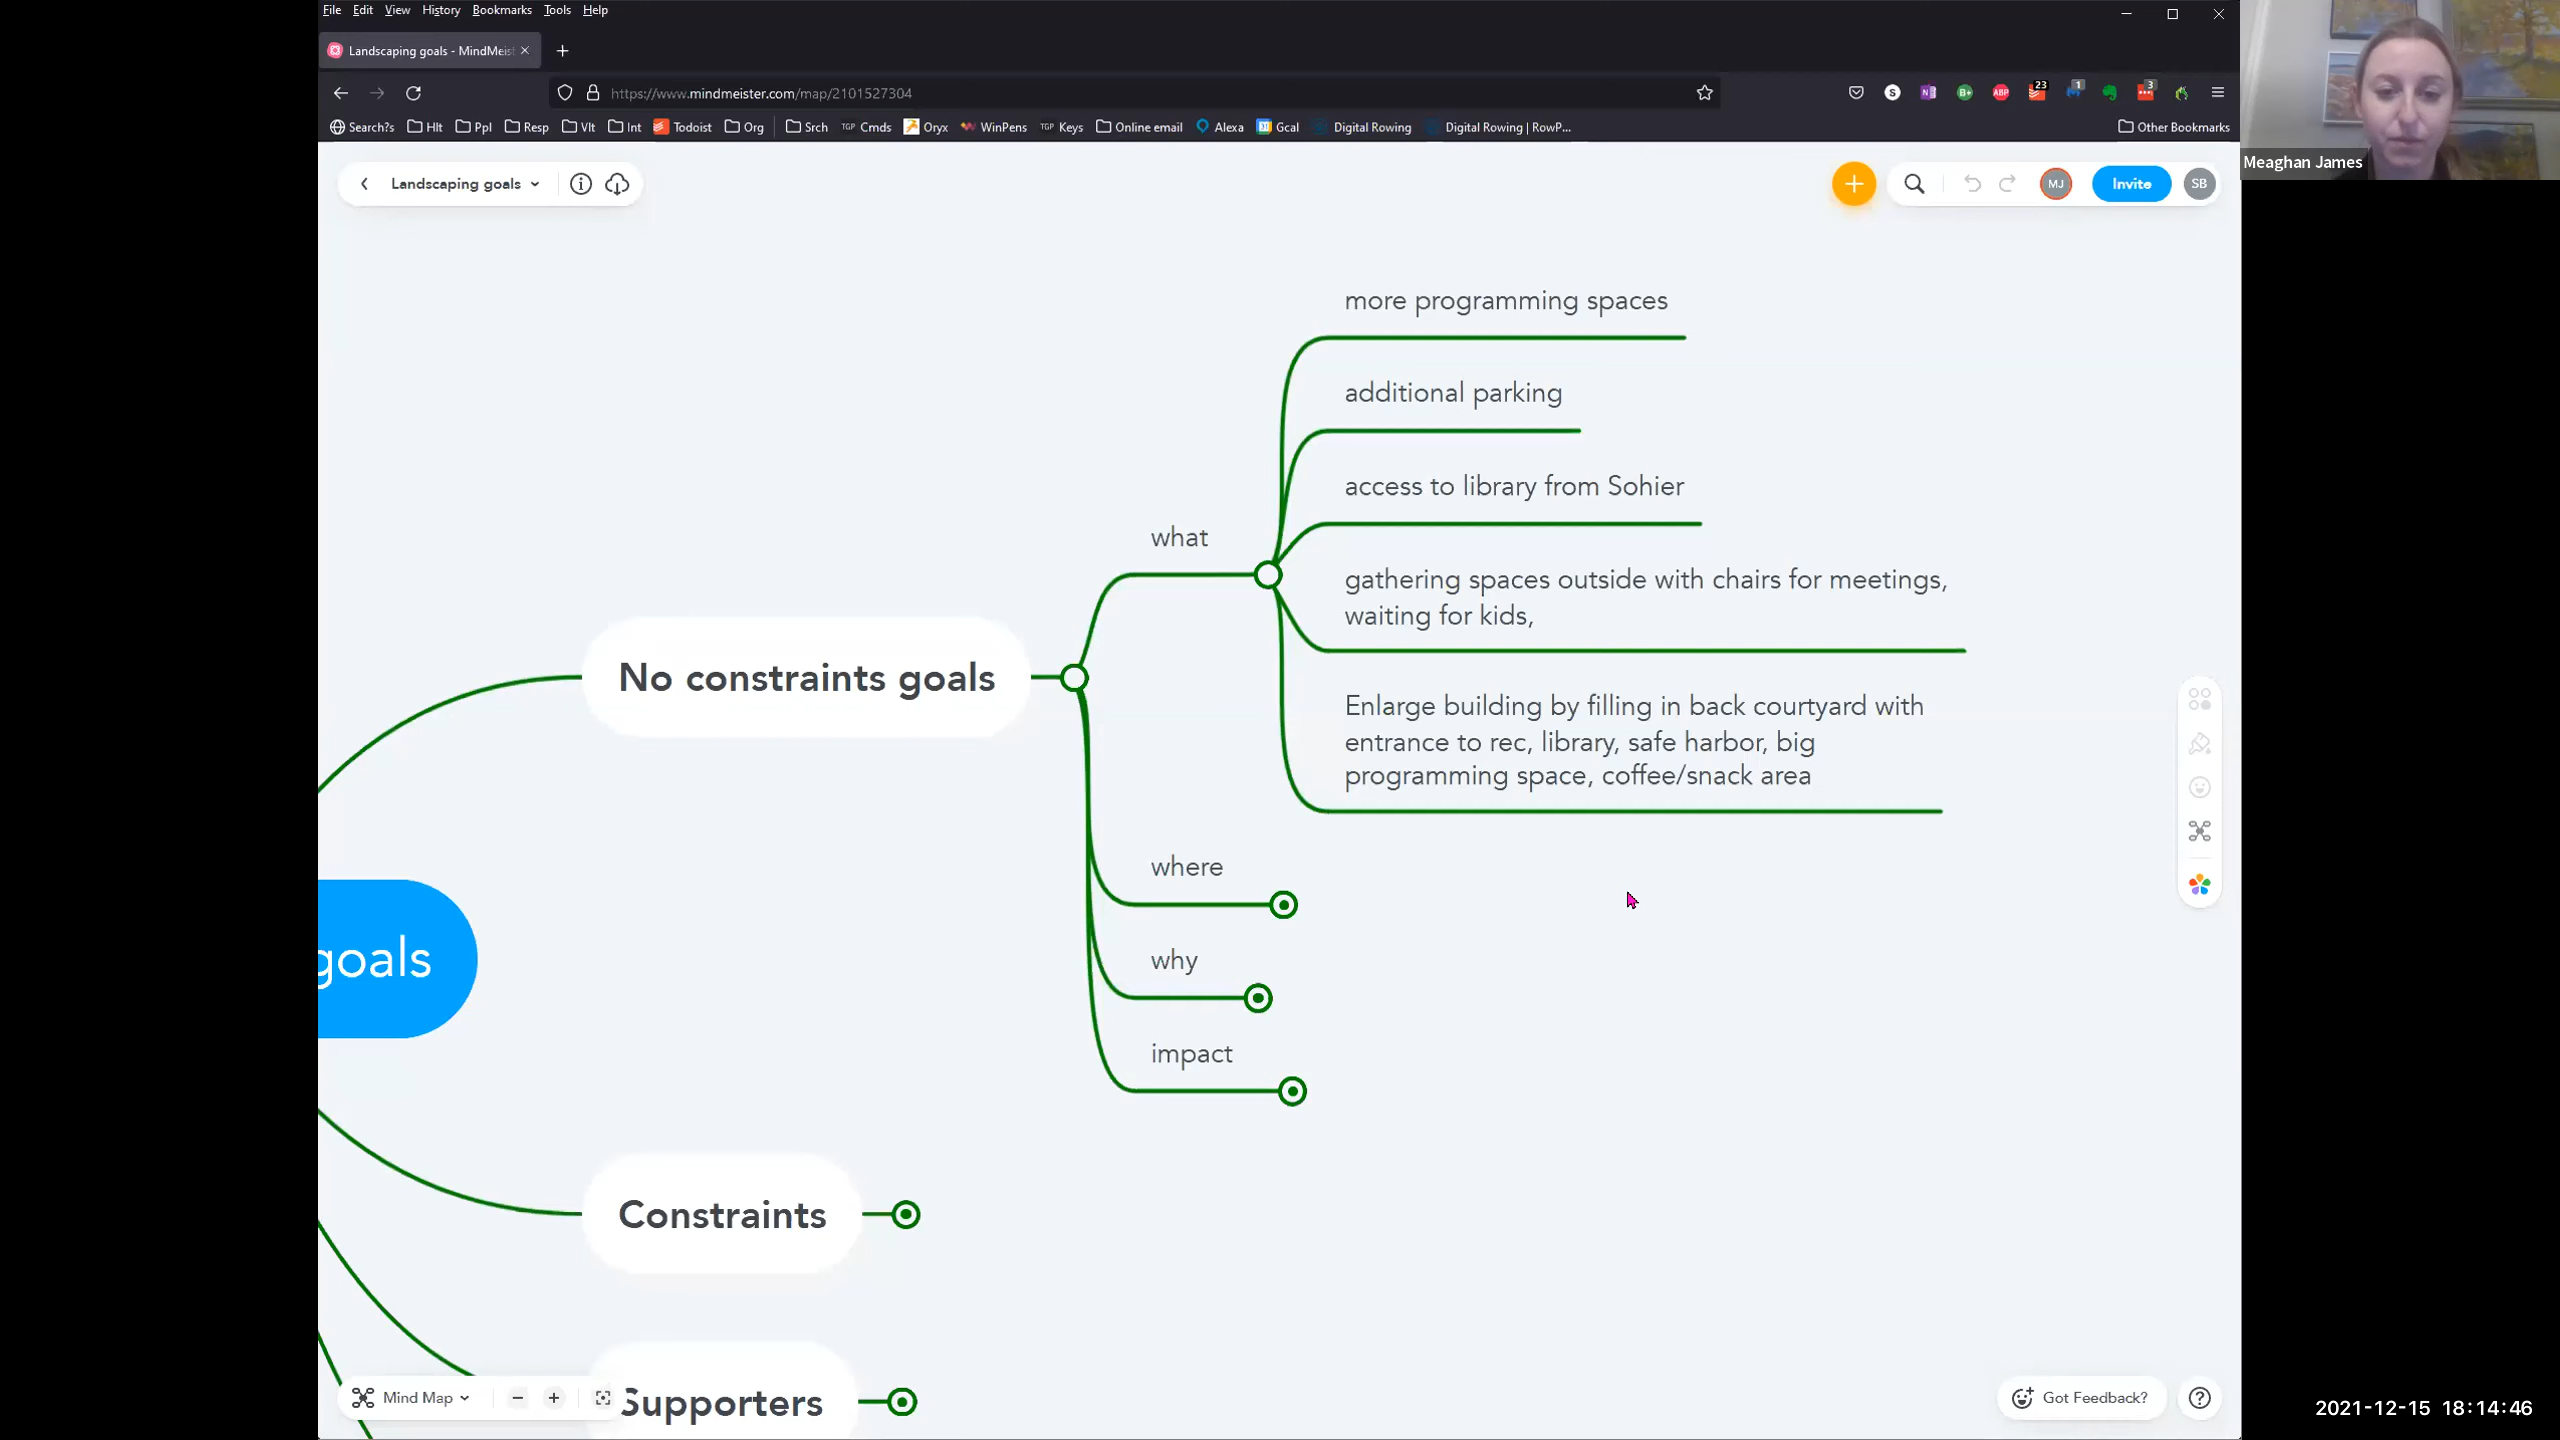 File Edit View History Bookmarks Tools Help
Landscaping goals - MindMeist
https://www.mindmeister.com/map/2101527304
23 1 3
Search?s Hlt Ppl Resp Vlt Int Todoist Org Srch TGP Cmds Oryx WinPens TGP Keys Online email Alexa Gcal Digital Rowing Digital Rowing | RowP... Other Bookmarks
Meaghan James
Landscaping goals
MJ Invite SB
more programming spaces
additional parking
access to library from Sohier
what
gathering spaces outside with chairs for meetings,
waiting for kids,
No constraints goals
Enlarge building by filling in back courtyard with
entrance to rec, library, safe harbor, big
programming space, coffee/snack area
where
goals
why
impact
Constraints
Supporters
Mind Map
Got Feedback?
2021-12-15 18:14:46